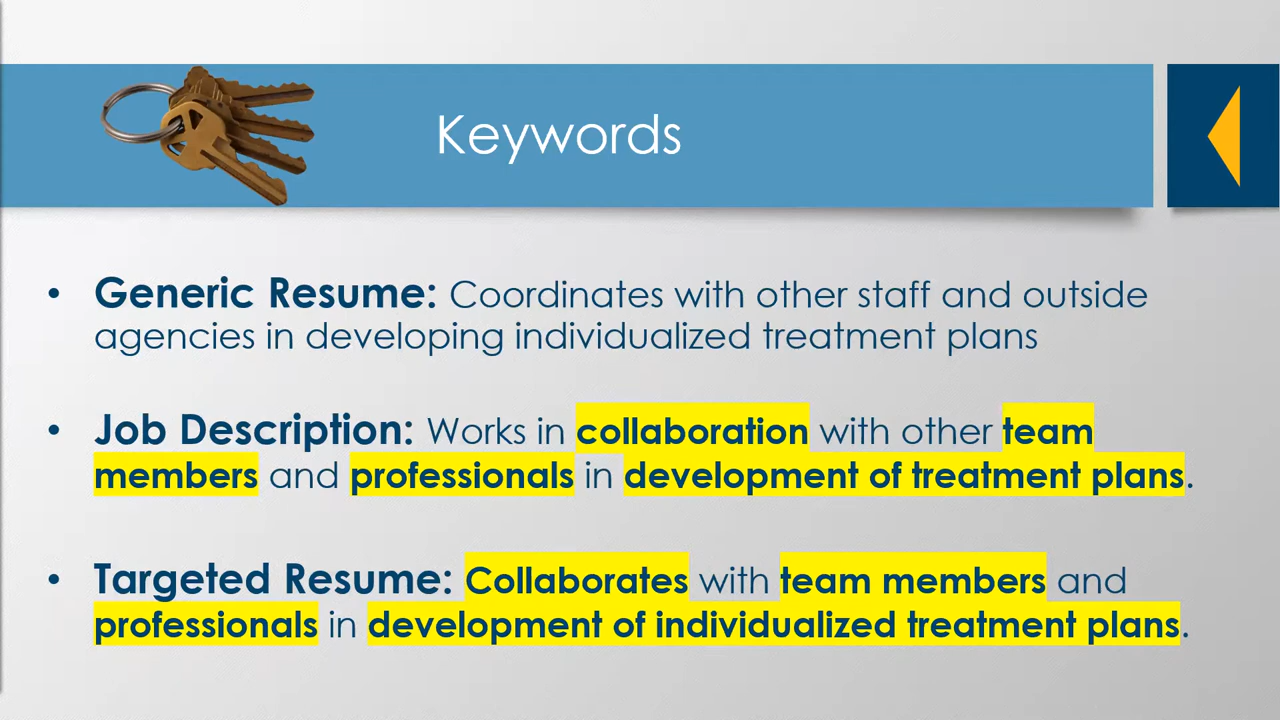 Keywords
• Generic Resume: Coordinates with other staff and outside
agencies in developing individualized treatment plans
• Job Description: Works in collaboration with other team
members and professionals in development of treatment plans.
• Targeted Resume: Collaborates with team members and
professionals in development of individualized treatment plans.